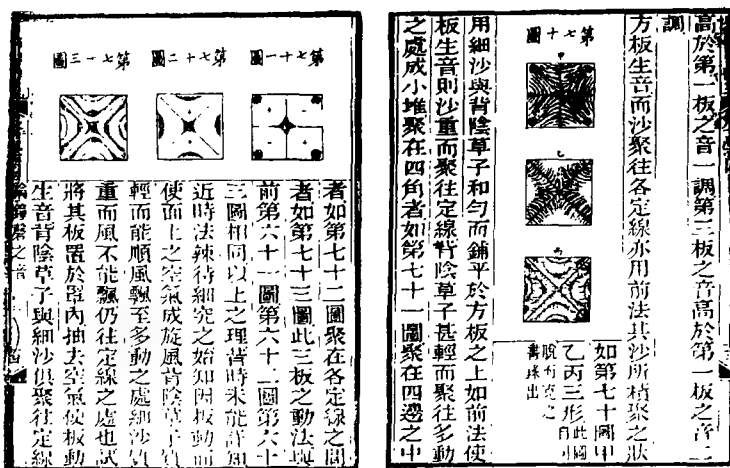 高於第一板之音一調第三板之音高於第一板之音二
調
方板生音而沙聚往各定線亦用前法其沙所積聚之狀
第七十圖
甲
乙
丙
如第七十圖甲
乙丙三形此圖
用細沙與背陰草子和勻而鋪平於方板之上如前法使
板生音則沙重而聚往定線背陰草子甚輕而聚往多動
之處成小堆聚在四角者如第七十一圖聚在四邊之中
第七十一圖
第七十二圖
第七十三圖
者如第七十二圖聚在各定線之間
者如第七十三圖此三板之動法與
前第六十一圖第六十二圖第六十
三圖相同以上之理昔時未能詳知
近時法辣待細究之始知因板動而
使面上之空氣成旋風背陰草子質
輕而能順風飄至多動之處細沙質
重而風不能飄仍往定線之處也試
將其板置於罩內抽去空氣使板動
生音背陰草子與細沙俱聚往定線